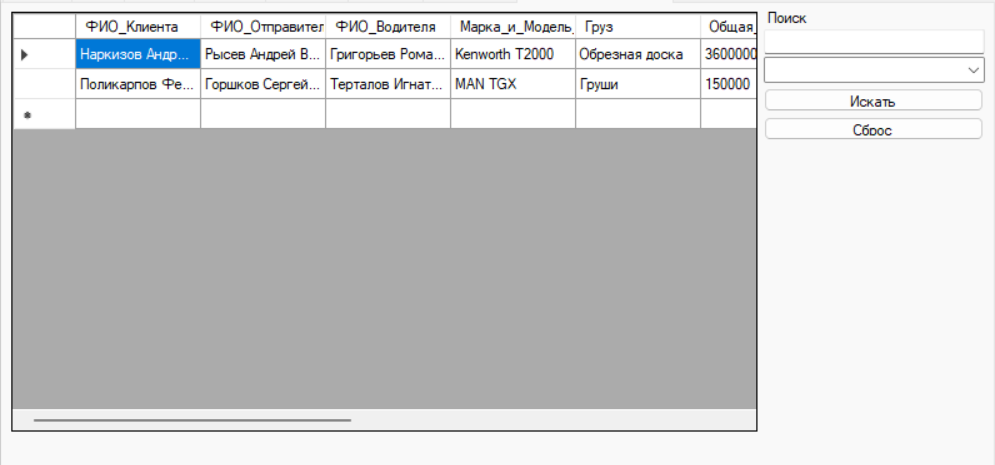 ФИО_Клиента ФИО_Отправител ФИО_Водителя Марка_и_Модель_ Груз Общая_
Наркизов Андр... Рысев Андрей В... Григорьев Рома... Kenworth T2000 Обрезная доска 3600000
Поликарпов Фе... Горшков Сергей... Терталов Игнат... MAN TGX Груши 150000
Поиск
Искать
Сброс